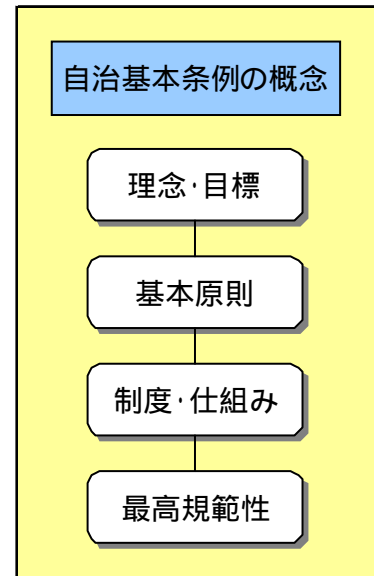 自治基本条例の概念
理念･目標
基本原則
制度･仕組み
最高規範性